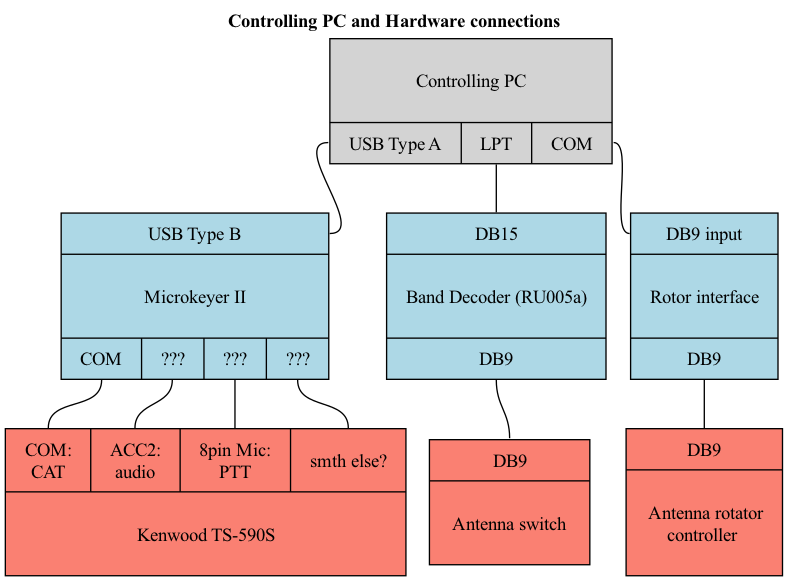 Controlling PC and Hardware connections
Controlling PC
USB Type A
LPT
COM
USB Type B
Microkeyer II
COM
???
???
???
DB15
Band Decoder (RU005a)
DB9
DB9 input
Rotor interface
DB9
COM:
CAT
ACC2:
audio
8pin Mic:
PTT
smth else?
Kenwood TS-590S
DB9
Antenna switch
DB9
Antenna rotator
controller